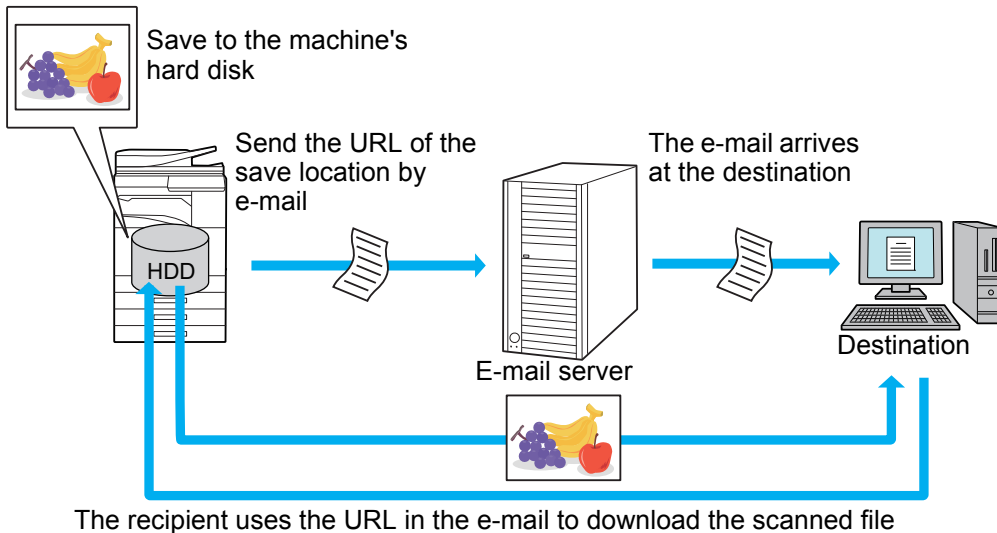 Save to the machine's
hard disk
Send the URL of the
save location by
e-mail
The e-mail arrives
at the destination
HDD
Destination
E-mail server
The recipient uses the URL in the e-mail to download the scanned file